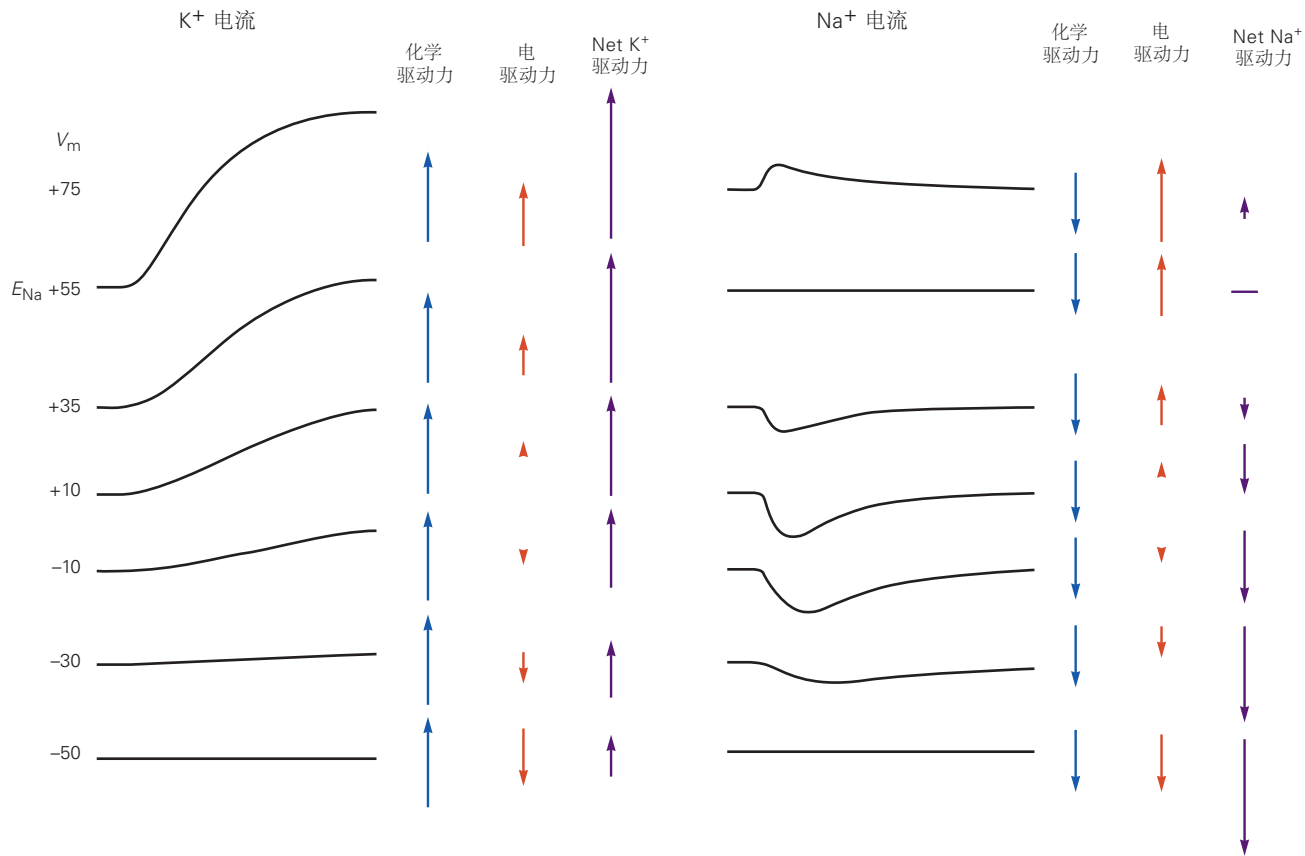 K+ 电流
化学
驱动力
电
驱动力
Net K+
驱动力
Vm
+75
ENa +55
+35
+10
–10
–30
–50
Na+ 电流
化学
驱动力
电
驱动力
Net Na+
驱动力